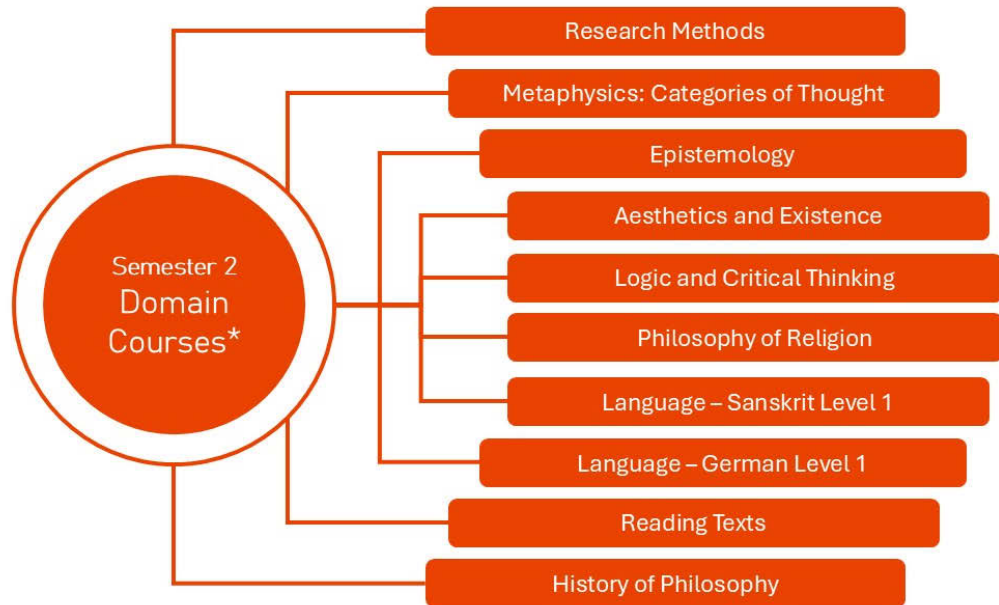 Research Methods
Metaphysics: Categories of Thought
Epistemology
Aesthetics and Existence
Semester 2
Domain
Courses*
Logic and Critical Thinking
Philosophy of Religion
Language – Sanskrit Level 1
Language – German Level 1
Reading Texts
History of Philosophy